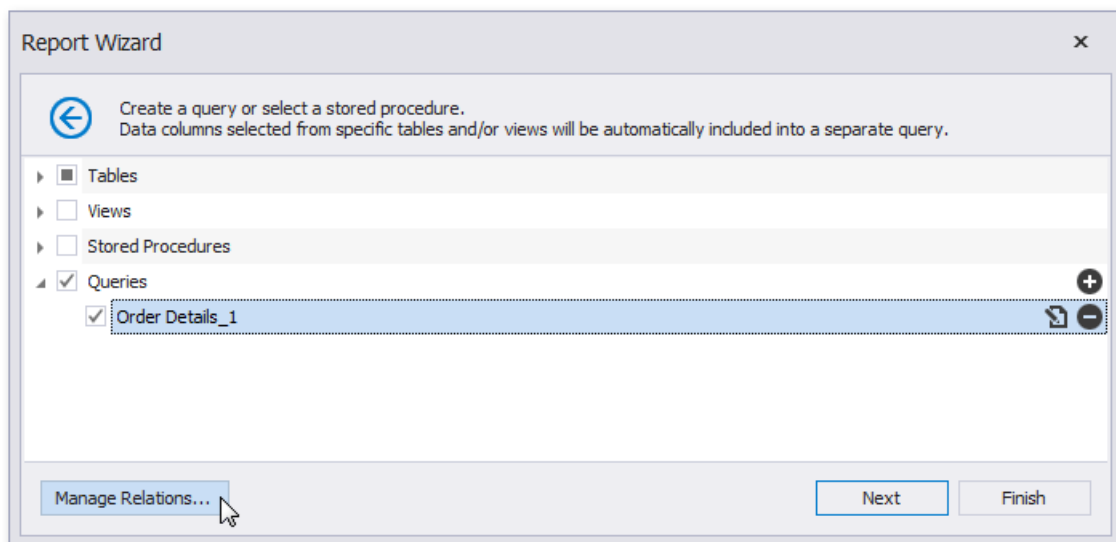 Report Wizard
Create a query or select a stored procedure.
Data columns selected from specific tables and/or views will be automatically included into a separate query.
Tables
Views
Stored Procedures
Queries
Order Details_1
Manage Relations...
Next
Finish